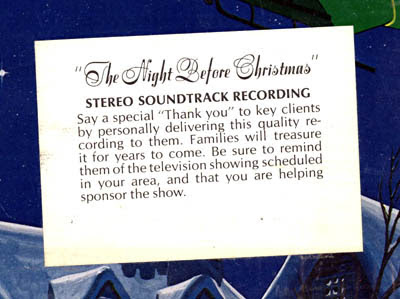 "The Night Before Christmas"
STEREO SOUNDTRACK RECORDING
Say a special "Thank you" to key clients
by personally delivering this quality re-
cording to them. Families will treasure
it for years to come. Be sure to remind
them of the television showing scheduled
in your area, and that you are helping
sponsor the show.